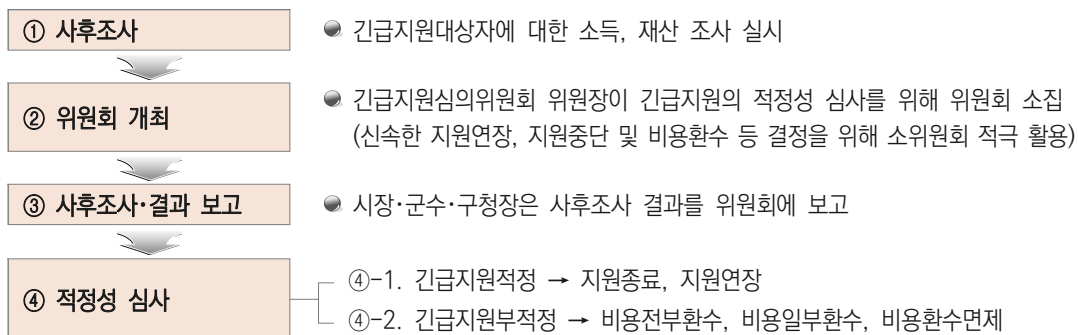 ① 사후조사
● 긴급지원대상자에 대한 소득, 재산 조사 실시
② 위원회 개최
● 긴급지원심의위원회 위원장이 긴급지원의 적정성 심사를 위해 위원회 소집
(신속한 지원연장, 지원중단 및 비용환수 등 결정을 위해 소위원회 적극 활용)
③ 사후조사·결과 보고
● 시장·군수·구청장은 사후조사 결과를 위원회에 보고
④ 적정성 심사
④-1. 긴급지원적정 → 지원종료, 지원연장
④-2. 긴급지원부적정 → 비용전부환수, 비용일부환수, 비용환수면제